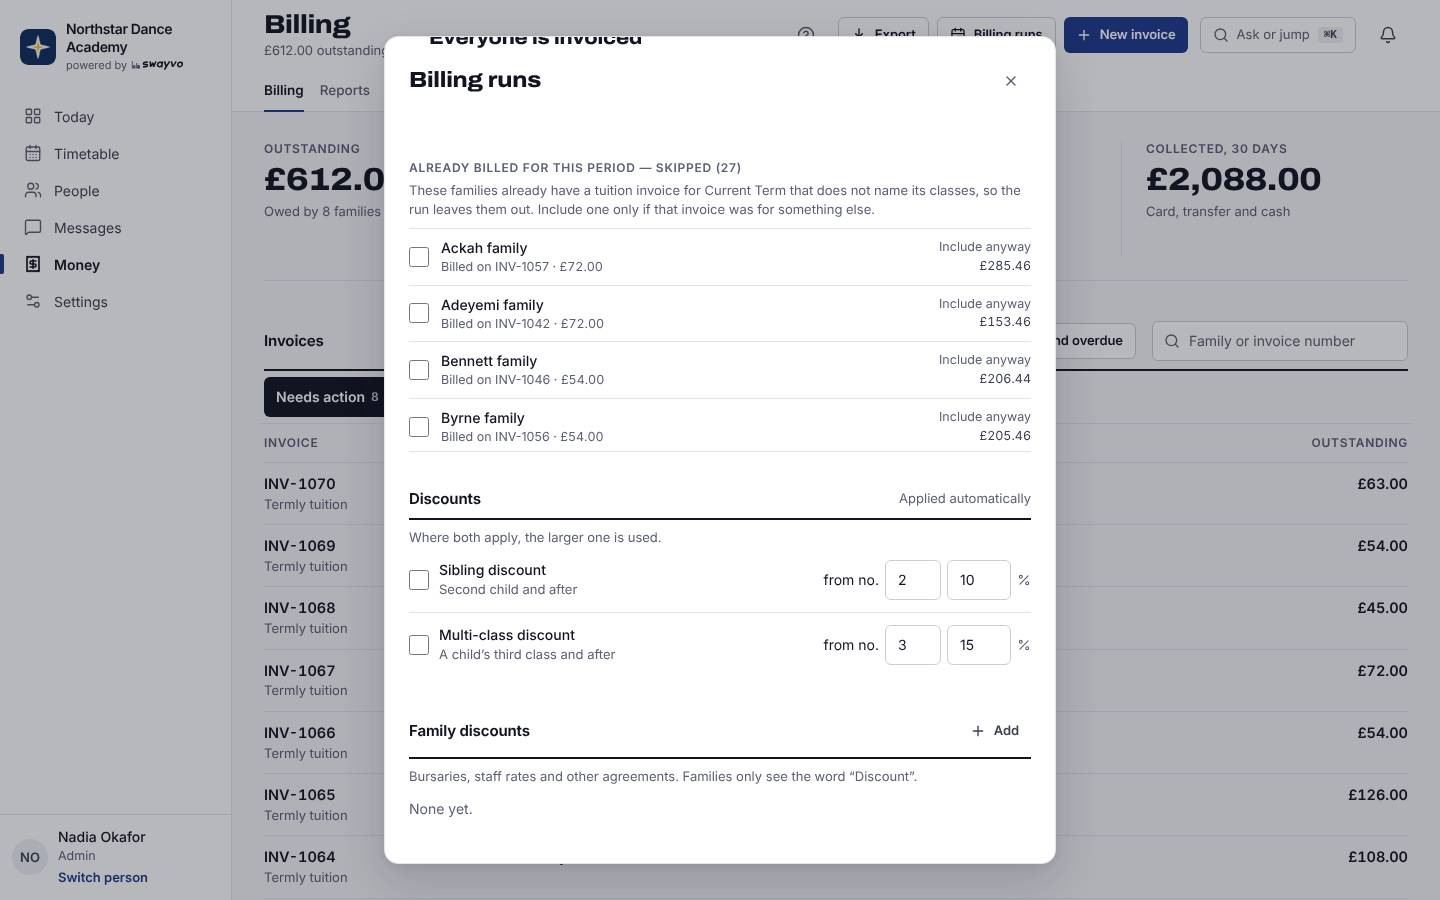 Northstar Dance
Academy
powered by swayvo
Today
Timetable
People
Messages
Money
Settings
NO
Nadia Okafor
Admin
Switch person
Billing
£612.00 outstanding
Export
Billing runs
New invoice
Ask or jump ⌘K
Billing
Reports
OUTSTANDING
£612.0
Owed by 8 families
COLLECTED, 30 DAYS
£2,088.00
Card, transfer and cash
Invoices
nd overdue
Family or invoice number
Needs action 8
INVOICE
OUTSTANDING
INV-1070
Termly tuition
£63.00
INV-1069
Termly tuition
£54.00
INV-1068
Termly tuition
£45.00
INV-1067
Termly tuition
£72.00
INV-1066
Termly tuition
£54.00
INV-1065
Termly tuition
£126.00
INV-1064
Termly tuition
£108.00
Everyone is invoiced
Billing runs
ALREADY BILLED FOR THIS PERIOD — SKIPPED (27)
These families already have a tuition invoice for Current Term that does not name its classes, so the
run leaves them out. Include one only if that invoice was for something else.
Ackah family
Billed on INV-1057 · £72.00
Include anyway
£285.46
Adeyemi family
Billed on INV-1042 · £72.00
Include anyway
£153.46
Bennett family
Billed on INV-1046 · £54.00
Include anyway
£206.44
Byrne family
Billed on INV-1056 · £54.00
Include anyway
£205.46
Discounts
Applied automatically
Where both apply, the larger one is used.
Sibling discount
Second child and after
from no. 2 10 %
Multi-class discount
A child’s third class and after
from no. 3 15 %
Family discounts
Add
Bursaries, staff rates and other agreements. Families only see the word “Discount”.
None yet.